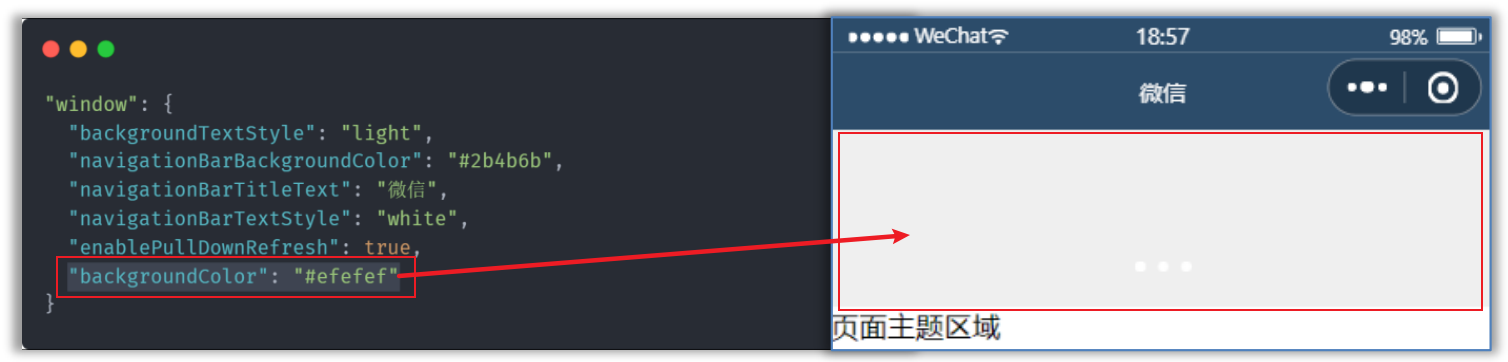 "window": {
"backgroundTextStyle": "light",
"navigationBarBackgroundColor": "#2b4b6b",
"navigationBarTitleText": "微信",
"navigationBarTextStyle": "white",
"enablePullDownRefresh": true,
"backgroundColor": "#efefef"
}
WeChat 18:57 98%
微信
页面主题区域